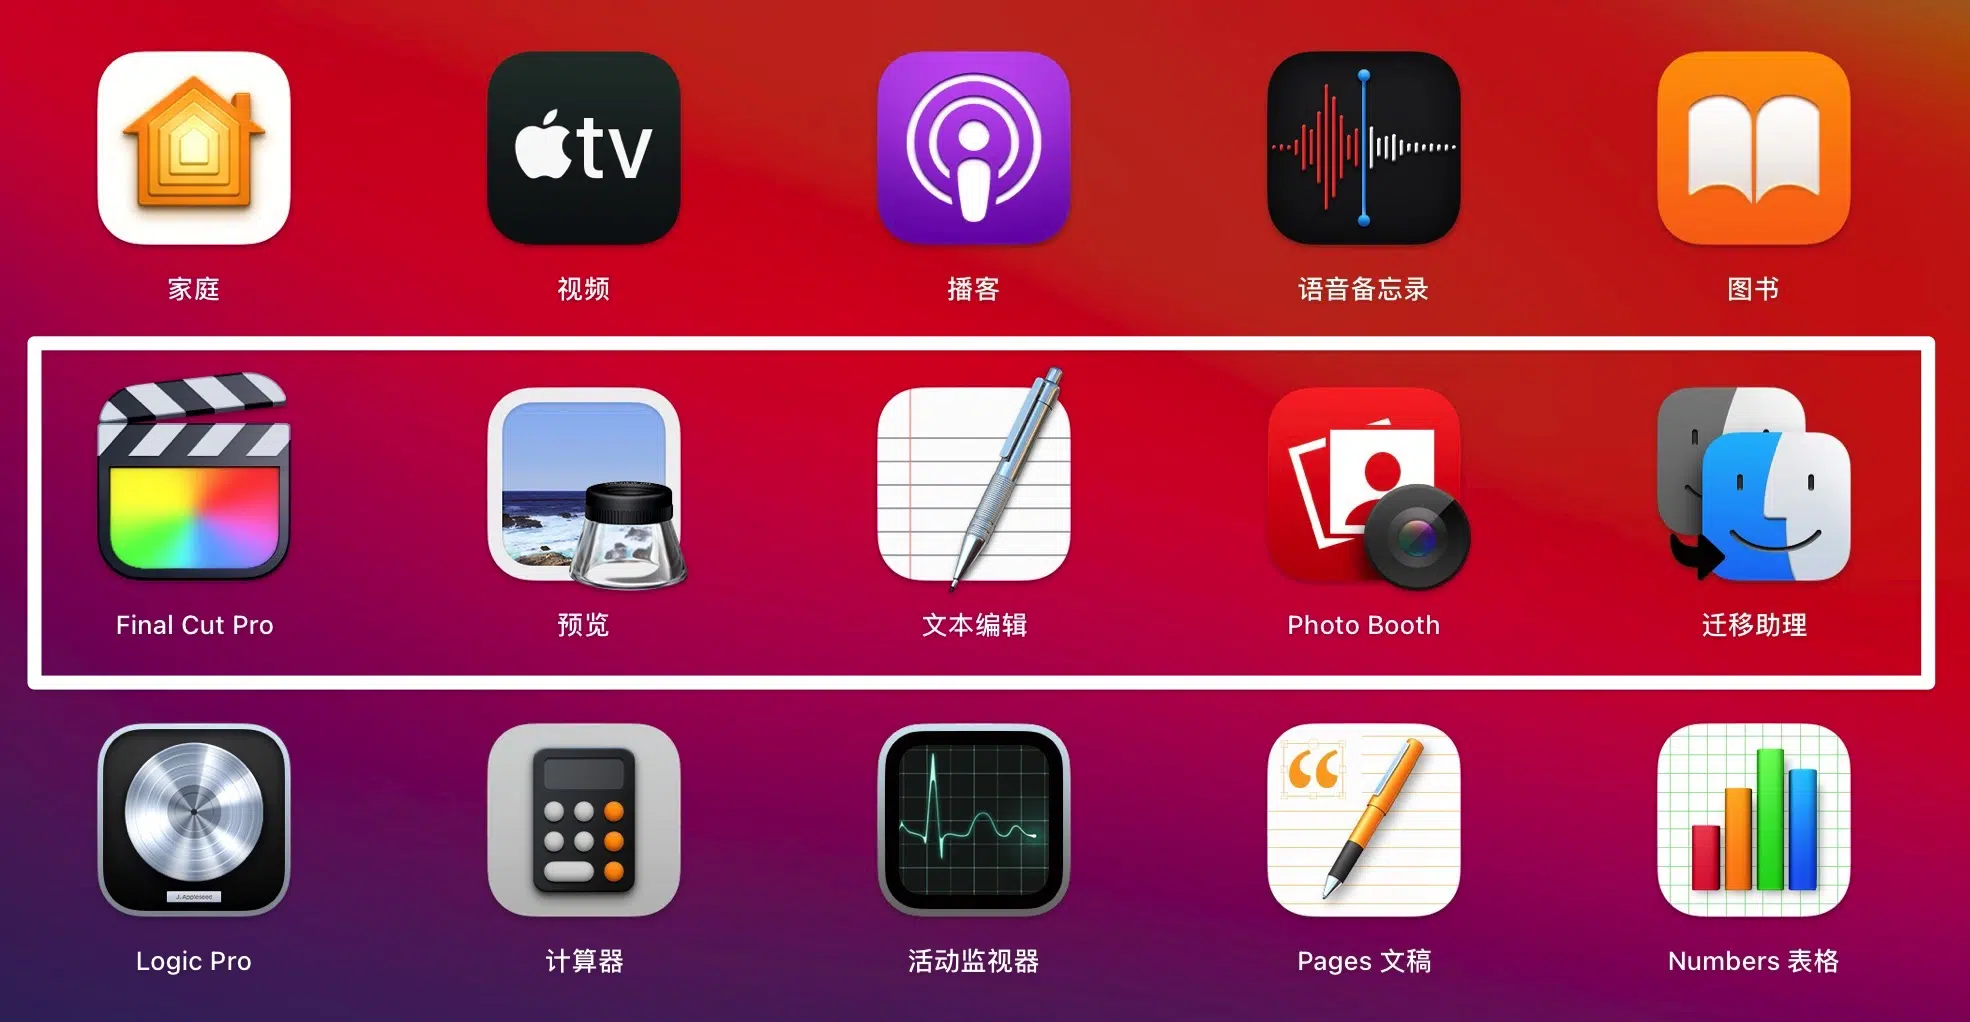 tv
家庭
视频
播客
语音备忘录
图书
Final Cut Pro
预览
文本编辑
Photo Booth
迁移助理
J. Appleseed
Logic Pro
计算器
活动监视器
Pages 文稿
Numbers 表格